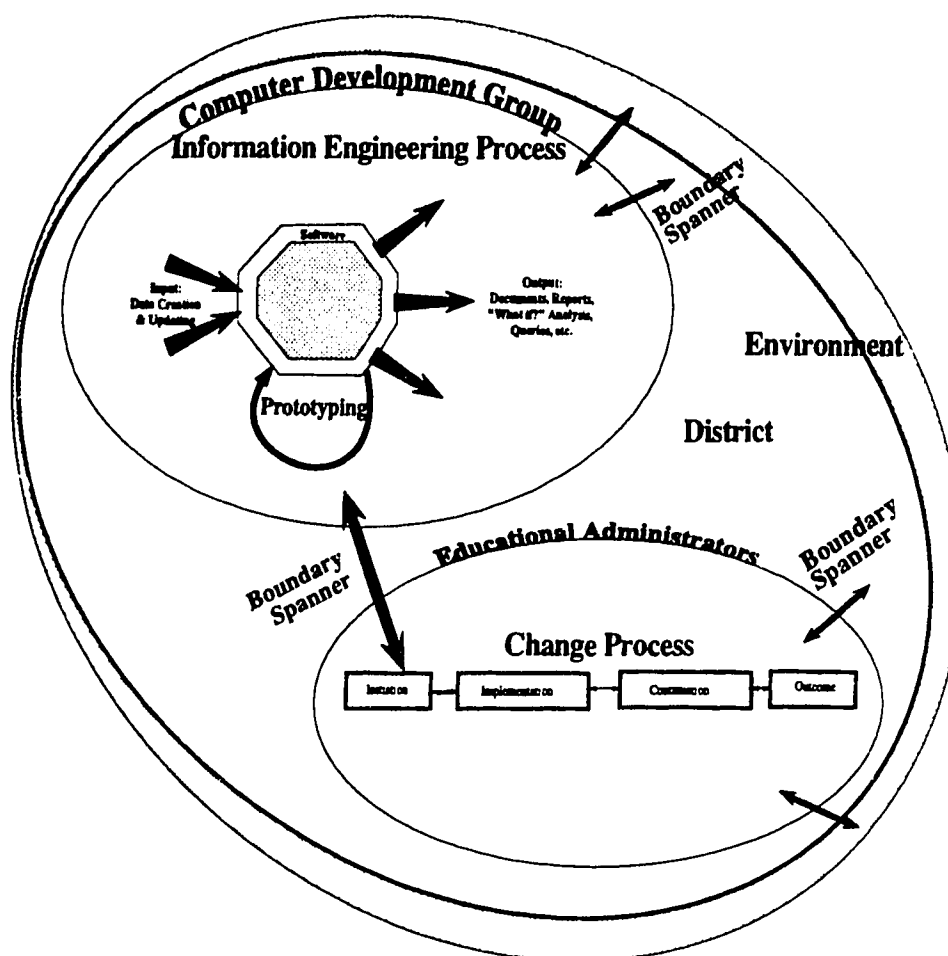 Computer Development Group
Information Engineering Process
Boundary
Spanner
Software
Input:
Data Creation
& Updating
Output:
Documents, Reports,
"What if?" Analysis,
Queries, etc.
Environment
Prototyping
District
Educational Administrators
Boundary
Spanner
Boundary
Spanner
Change Process
Implementation
Outcome